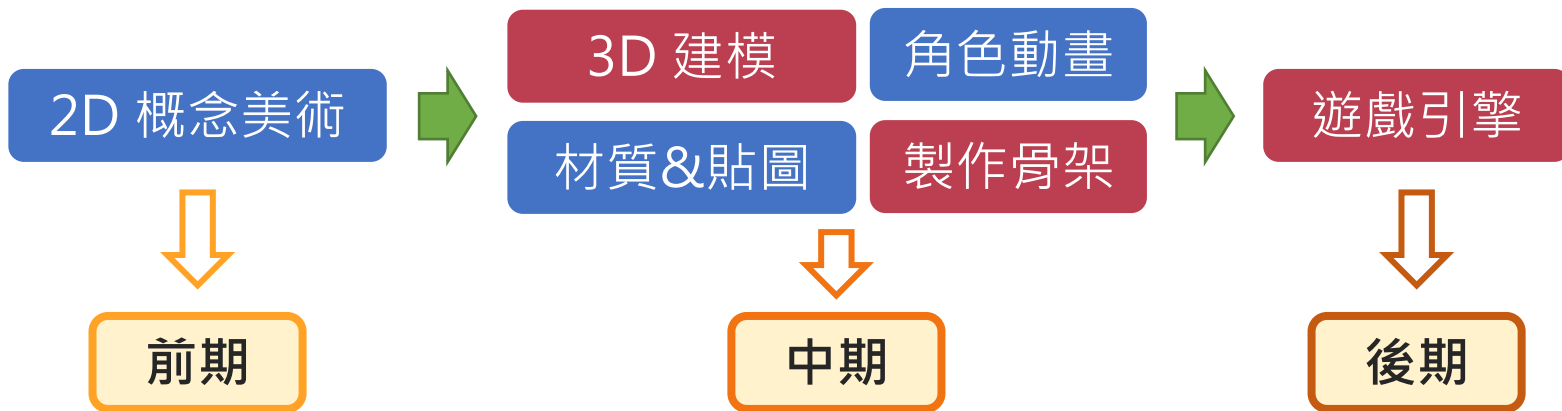 2D 概念美術
3D 建模
角色動畫
材質&貼圖
製作骨架
遊戲引擎
前期
中期
後期